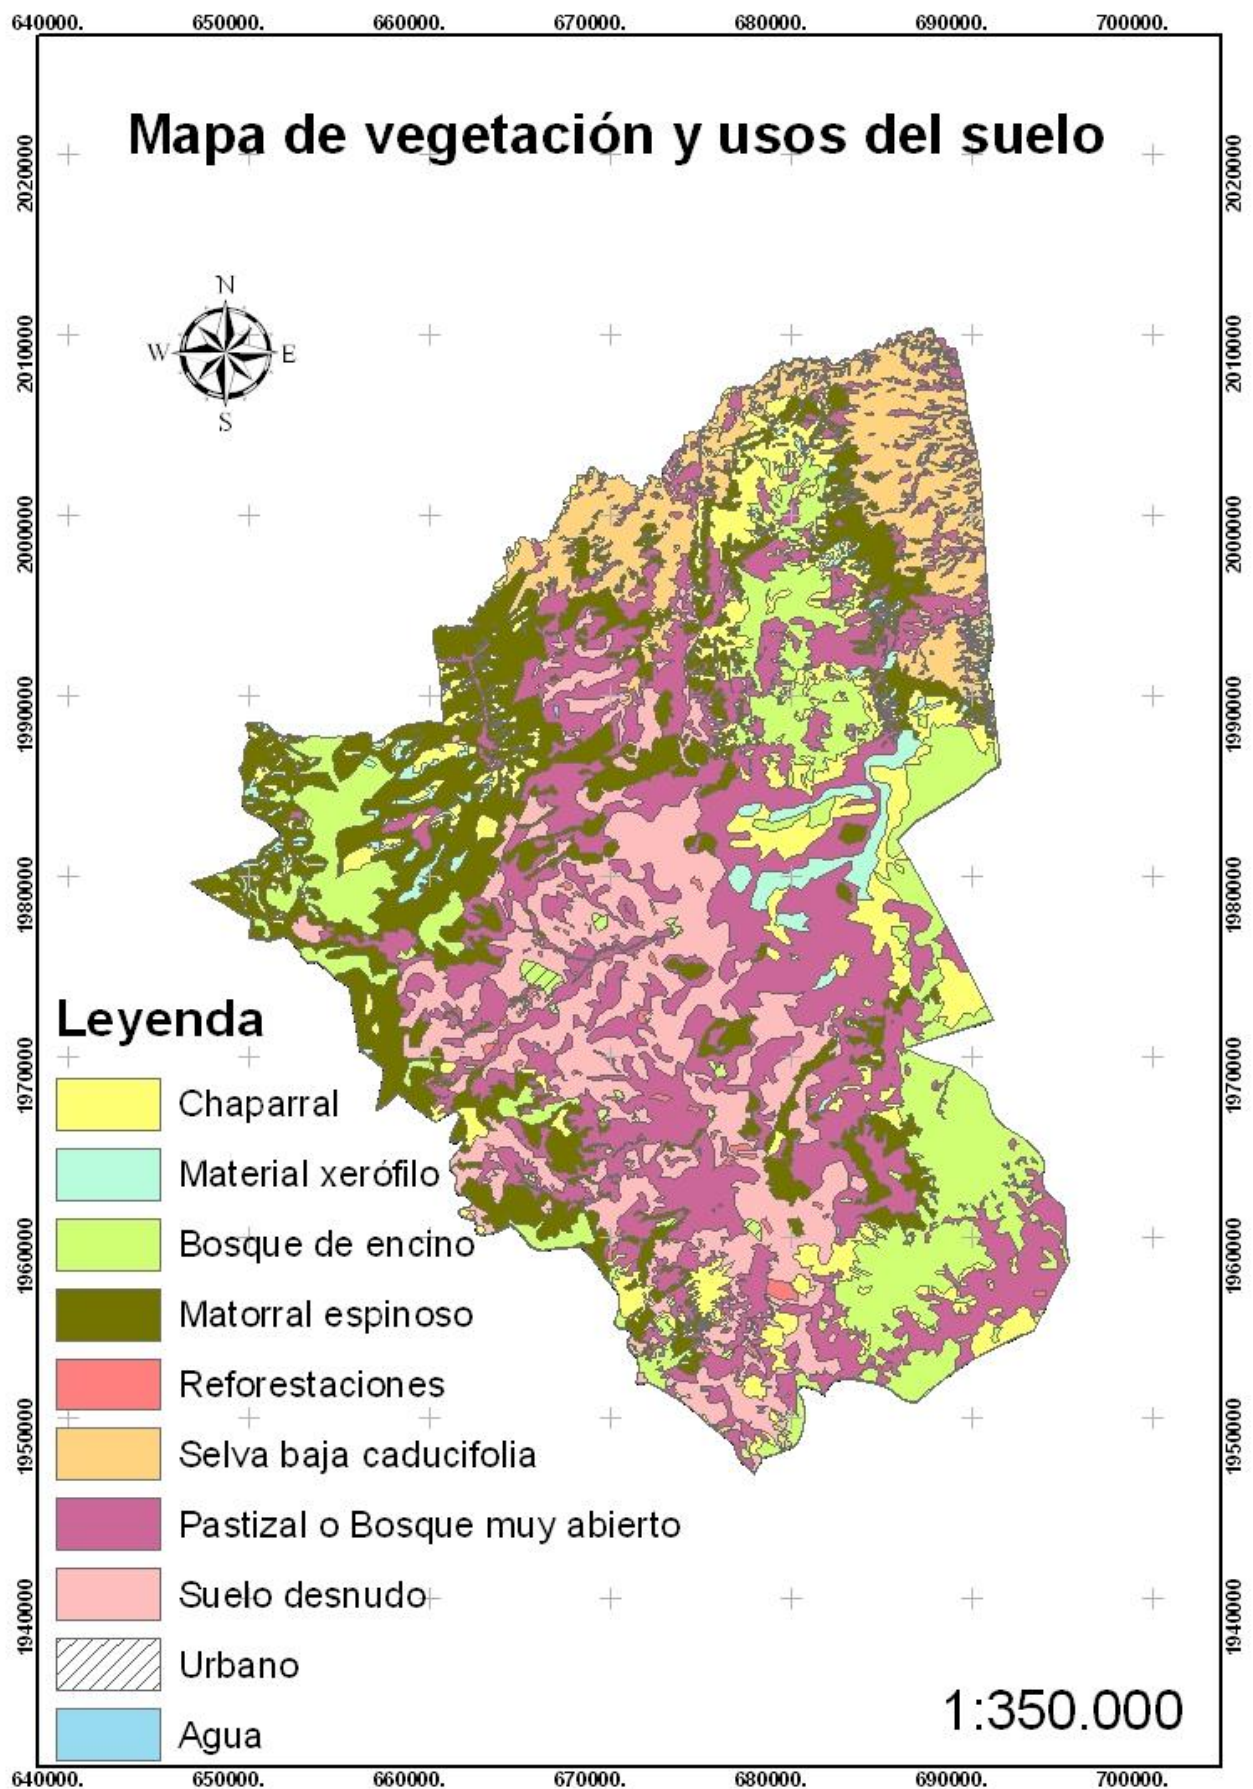 640000. 650000. 660000. 670000. 680000. 690000. 700000.
Mapa de vegetación y usos del suelo
2020000 2020000
N
W E
S
2010000 2010000
2000000 2000000
1990000 1990000
1980000 1980000
Leyenda
1970000 1970000
Chaparral
Material xerófilo
Bosque de encino
1960000 1960000
Matorral espinoso
Reforestaciones
1950000 1950000
Selva baja caducifolia
Pastizal o Bosque muy abierto
Suelo desnudo
1940000 1940000
Urbano
1:350.000
Agua
640000. 650000. 660000. 670000. 680000. 690000. 700000.